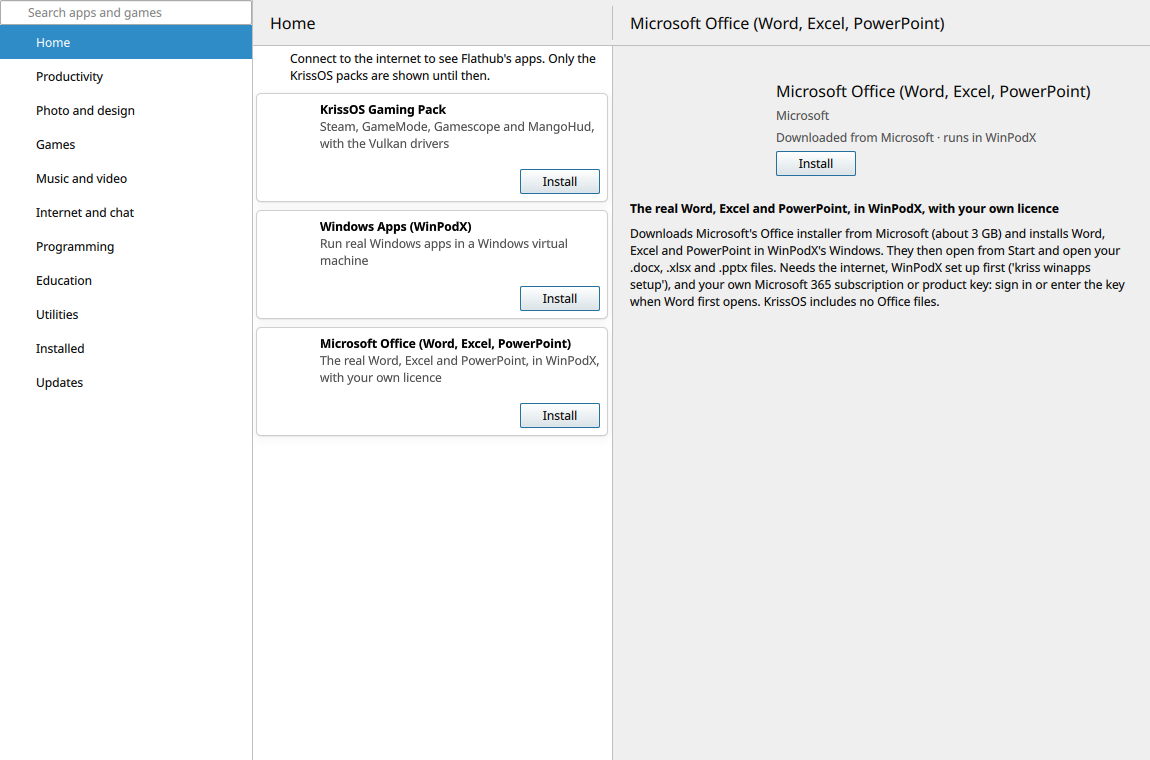 Search apps and games
Home
Productivity
Photo and design
Games
Music and video
Internet and chat
Programming
Education
Utilities
Installed
Updates
Home
Connect to the internet to see Flathub's apps. Only the
KrissOS packs are shown until then.
KrissOS Gaming Pack
Steam, GameMode, Gamescope and MangoHud,
with the Vulkan drivers
Install
Windows Apps (WinPodX)
Run real Windows apps in a Windows virtual
machine
Install
Microsoft Office (Word, Excel, PowerPoint)
The real Word, Excel and PowerPoint, in WinPodX,
with your own licence
Install
Microsoft Office (Word, Excel, PowerPoint)
Microsoft Office (Word, Excel, PowerPoint)
Microsoft
Downloaded from Microsoft · runs in WinPodX
Install
The real Word, Excel and PowerPoint, in WinPodX, with your own licence
Downloads Microsoft's Office installer from Microsoft (about 3 GB) and installs Word,
Excel and PowerPoint in WinPodX's Windows. They then open from Start and open your
.docx, .xlsx and .pptx files. Needs the internet, WinPodX set up first ('kriss winapps
setup'), and your own Microsoft 365 subscription or product key: sign in or enter the key
when Word first opens. KrissOS includes no Office files.